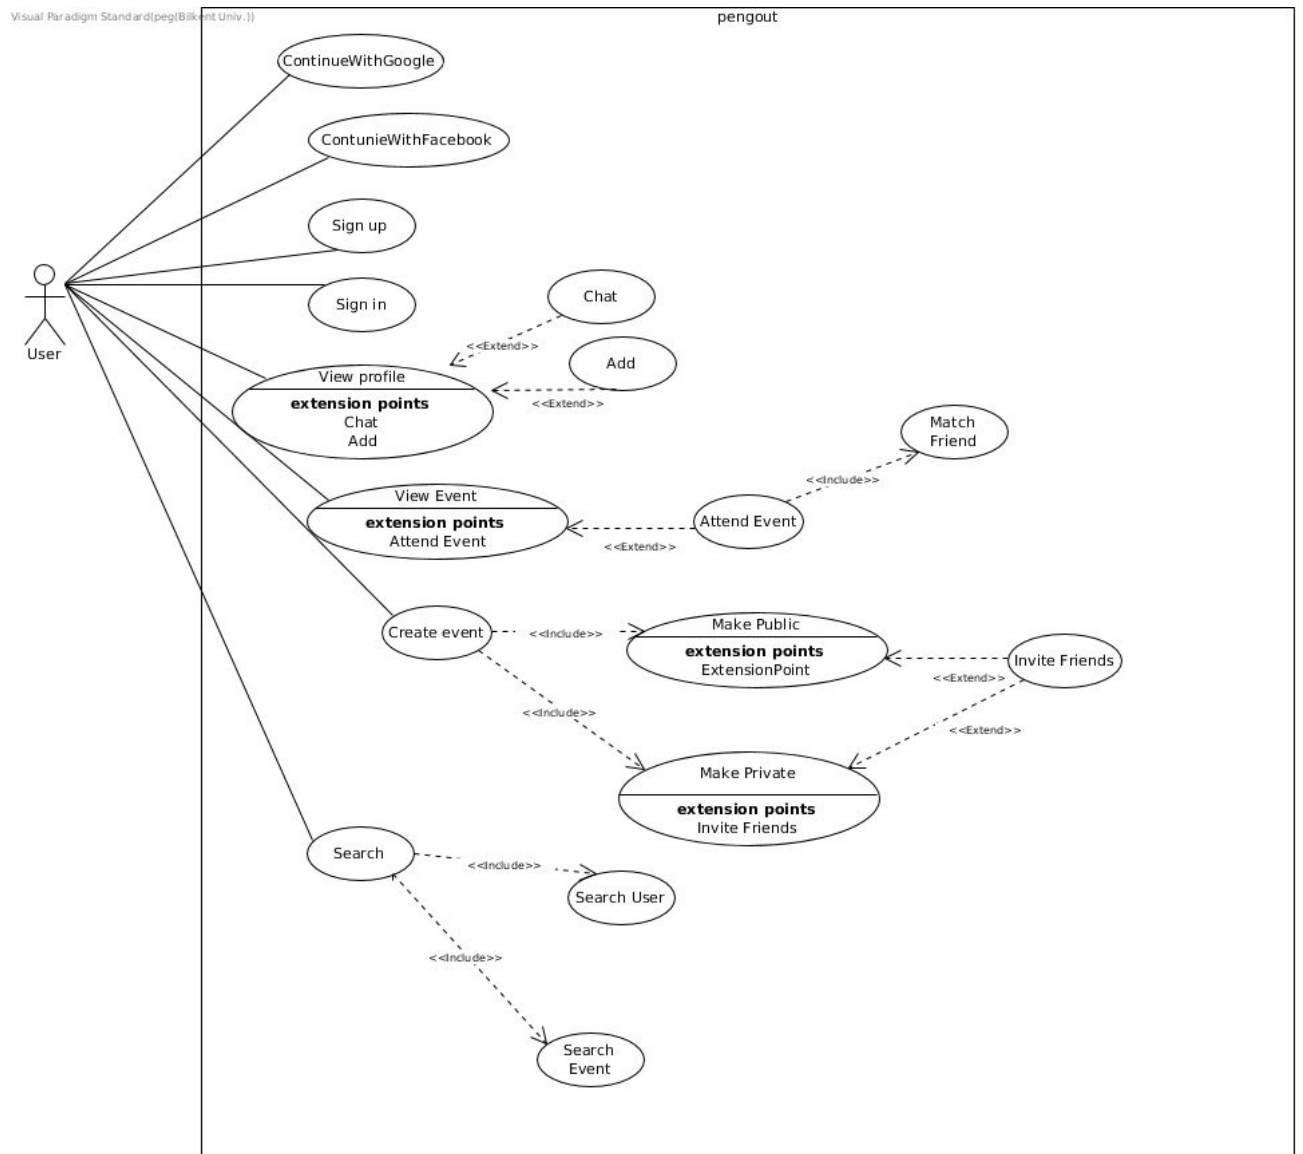 Visual Paradigm Standard(peg(Bilkent Univ.))
pengout
ContinueWithGoogle
ContunieWithFacebook
Sign up
Sign in
User
Chat
<<Extend>>
Add
<<Extend>>
View profile
extension points
Chat
Add
Match
Friend
<<Include>>
View Event
extension points
Attend Event
Attend Event
<<Extend>>
Create event
<<Include>>
Make Public
extension points
ExtensionPoint
Invite Friends
<<Extend>>
<<Include>>
<<Extend>>
Make Private
extension points
Invite Friends
Search
<<Include>>
Search User
<<Include>>
Search
Event